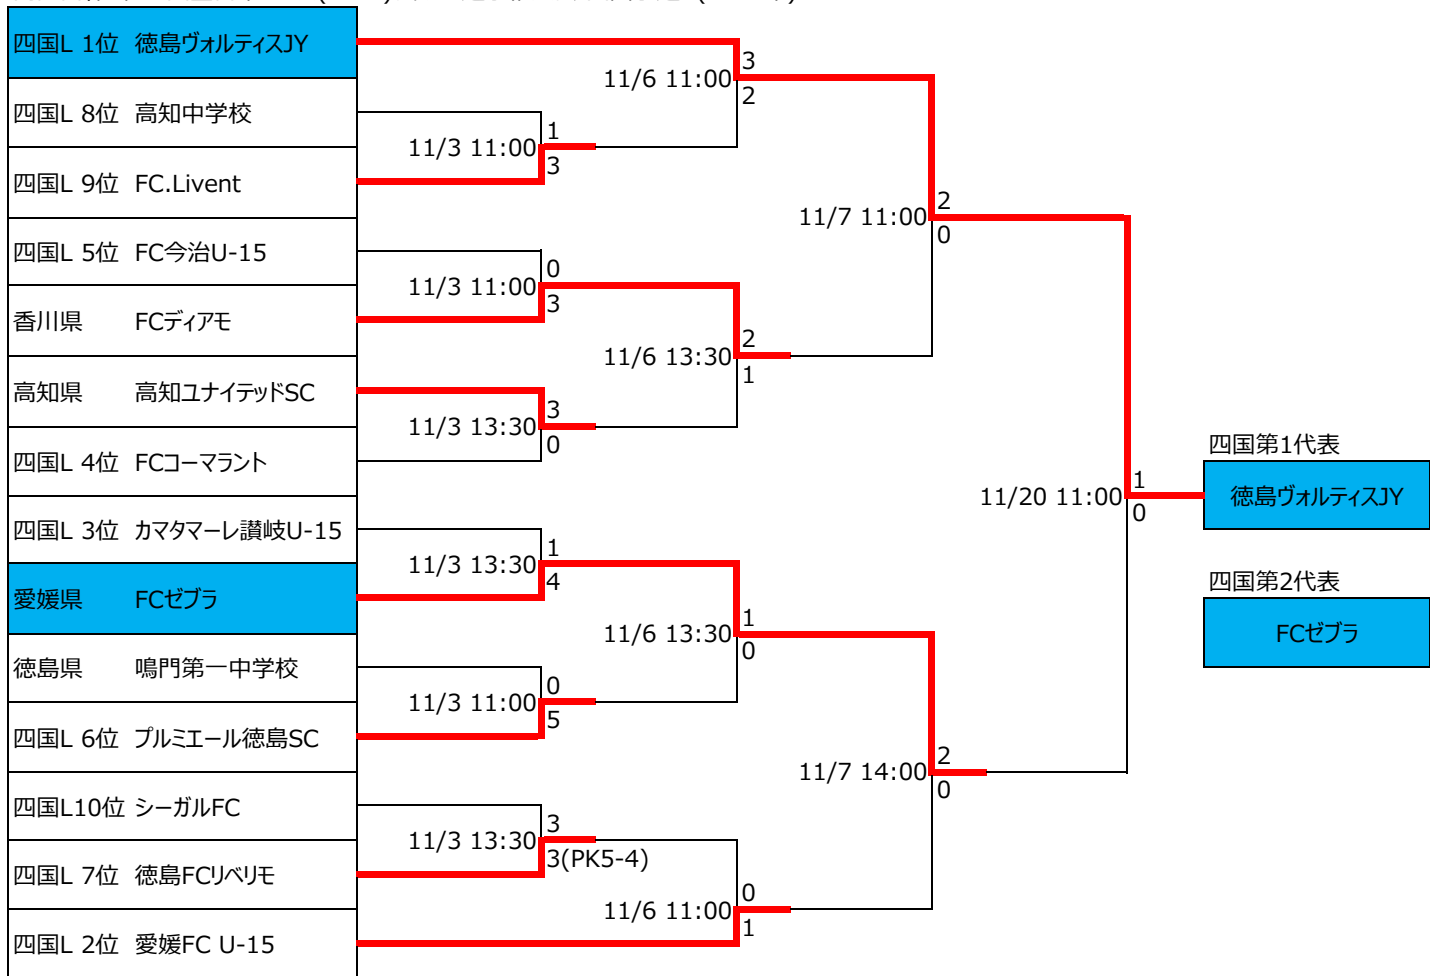 四国L 1位 徳島ヴォルティスJY
四国L 8位 高知中学校
四国L 9位 FC.Livent
四国L 5位 FC今治U-15
香川県 FCディアモ
高知県 高知ユナイテッドSC
四国L 4位 FCコーマラント
四国L 3位 カマタマーレ讃岐U-15
愛媛県 FCゼブラ
徳島県 鳴門第一中学校
四国L 6位 プルミエール徳島SC
四国L10位 シーガルFC
四国L 7位 徳島FCリベリモ
四国L 2位 愛媛FC U-15
11/3 11:00
1
3
11/3 11:00
0
3
11/3 13:30
3
0
11/3 13:30
1
4
11/3 11:00
0
5
11/3 13:30
3
3(PK5-4)
11/6 11:00
3
2
11/6 13:30
2
1
11/6 13:30
1
0
11/6 11:00
0
1
11/7 11:00
2
0
11/7 14:00
2
0
11/20 11:00
1
0
四国第1代表
徳島ヴォルティスJY
四国第2代表
FCゼブラ